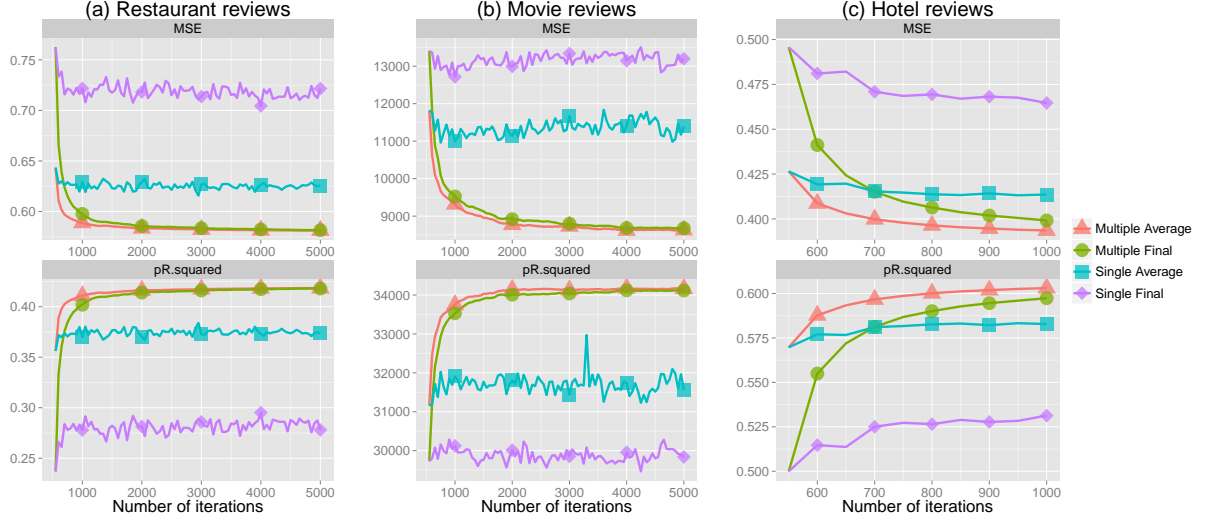 (a) Restaurant reviews
MSE
0.75
0.70
0.65
0.60
pR.squared
0.40
0.35
0.30
0.25
1000 2000 3000 4000 5000
Number of iterations
(b) Movie reviews
MSE
13000
12000
11000
10000
9000
pR.squared
34000
33000
32000
31000
30000
1000 2000 3000 4000 5000
Number of iterations
(c) Hotel reviews
MSE
0.500
0.475
0.450
0.425
0.400
pR.squared
0.600
0.575
0.550
0.525
0.500
600 700 800 900 1000
Number of iterations
Multiple Average
Multiple Final
Single Average
Single Final